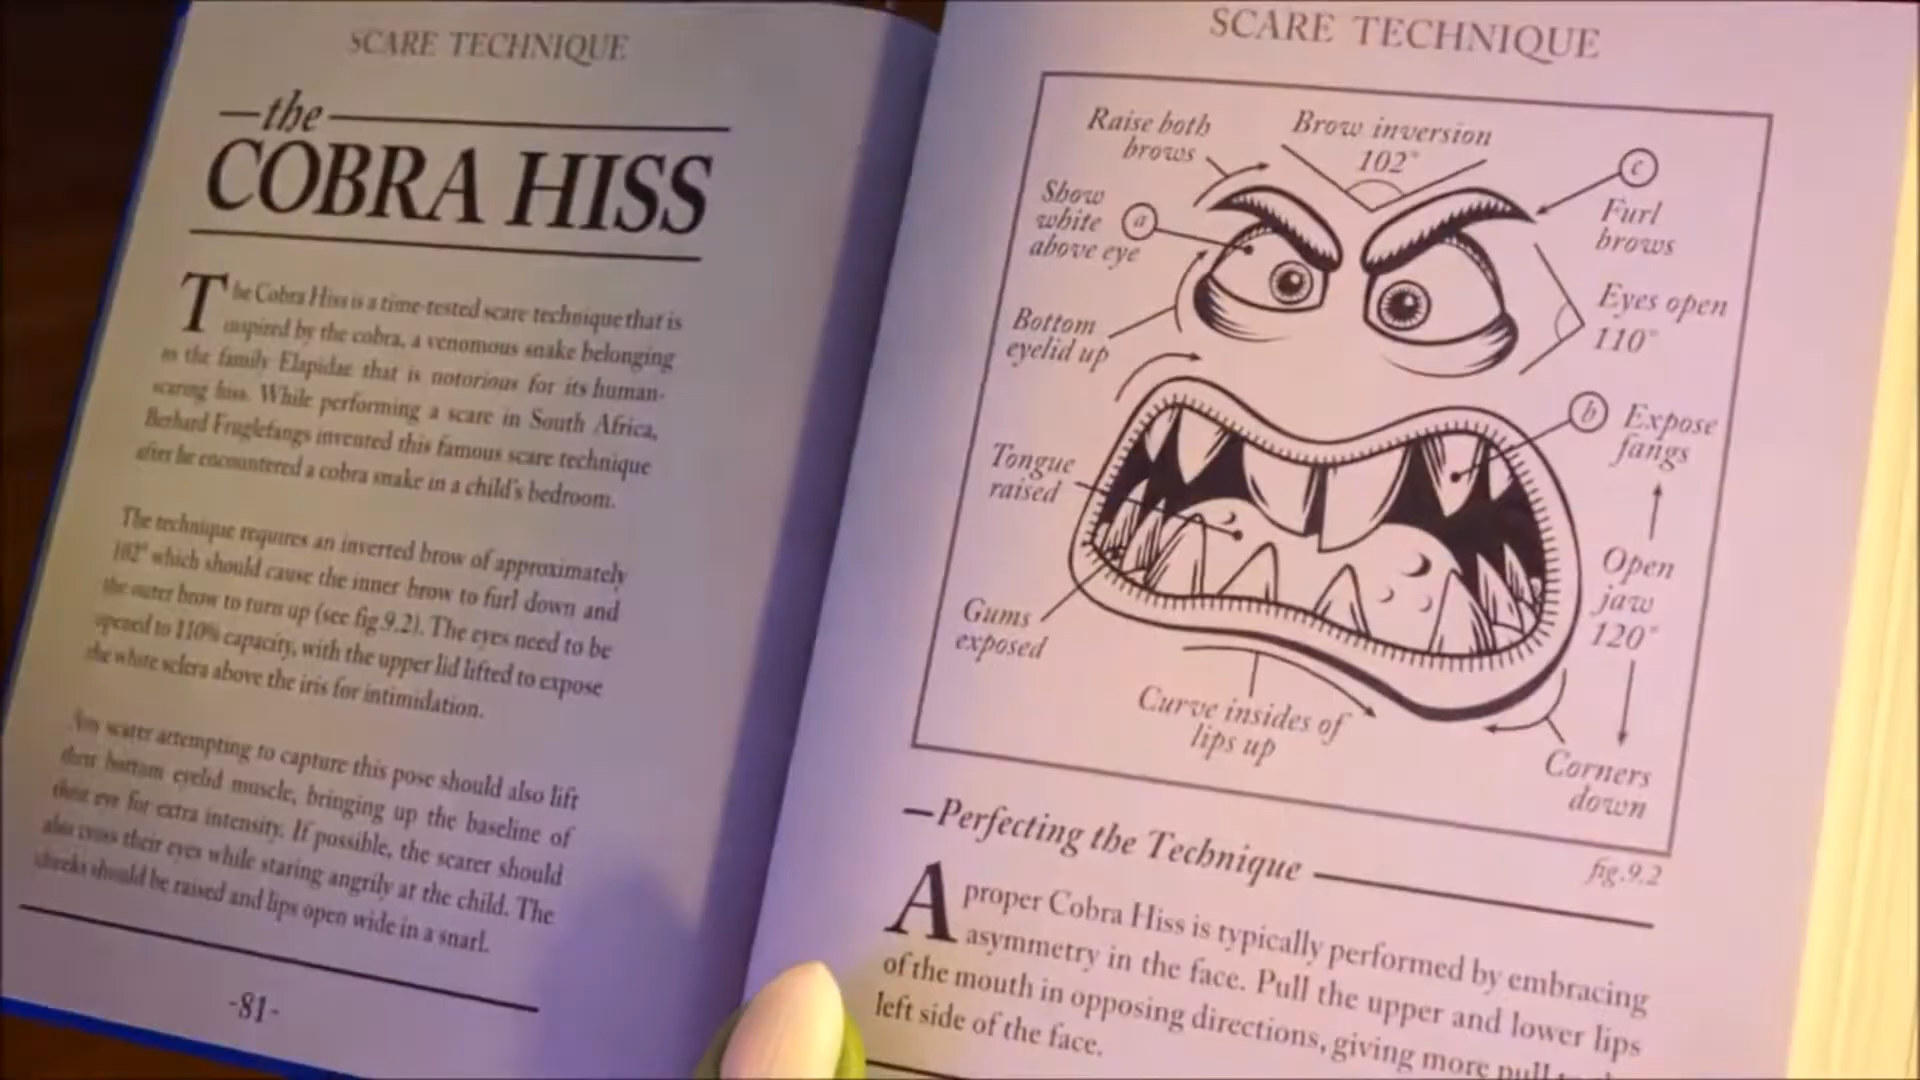 SCARE TECHNIQUE
the
COBRA HISS
The Cobra Hiss is a time-tested scare technique that is
inspired by the cobra, a venomous snake belonging
to the family Elapidae that is notorious for its human-
scaring hiss. While performing a scare in South Africa,
Berhard Fruglefangs invented this famous scare technique
after he encountered a cobra snake in a child's bedroom.
The technique requires an inverted brow of approximately
102° which should cause the inner brow to furl down and
the outer brow to turn up (see fig.9.2). The eyes need to be
opened to 110% capacity, with the upper lid lifted to expose
the white sclera above the iris for intimidation.
Any scarer attempting to capture this pose should also lift
their bottom eyelid muscle, bringing up the baseline of
their eye for extra intensity. If possible, the scarer should
also cross their eyes while staring angrily at the child. The
cheeks should be raised and lips open wide in a snarl.
-81-
SCARE TECHNIQUE
Raise both
brows
Brow inversion
102°
c
Furl
brows
Show
white
above eye
a
Eyes open
110°
Bottom
eyelid up
b
Expose
fangs
Tongue
raised
Open
jaw
120°
Gums
exposed
Curve insides of
lips up
Corners
down
fig.9.2
Perfecting the Technique
A proper Cobra Hiss is typically performed by embracing
asymmetry in the face. Pull the upper and lower lips
of the mouth in opposing directions, giving more pull to
left side of the face.